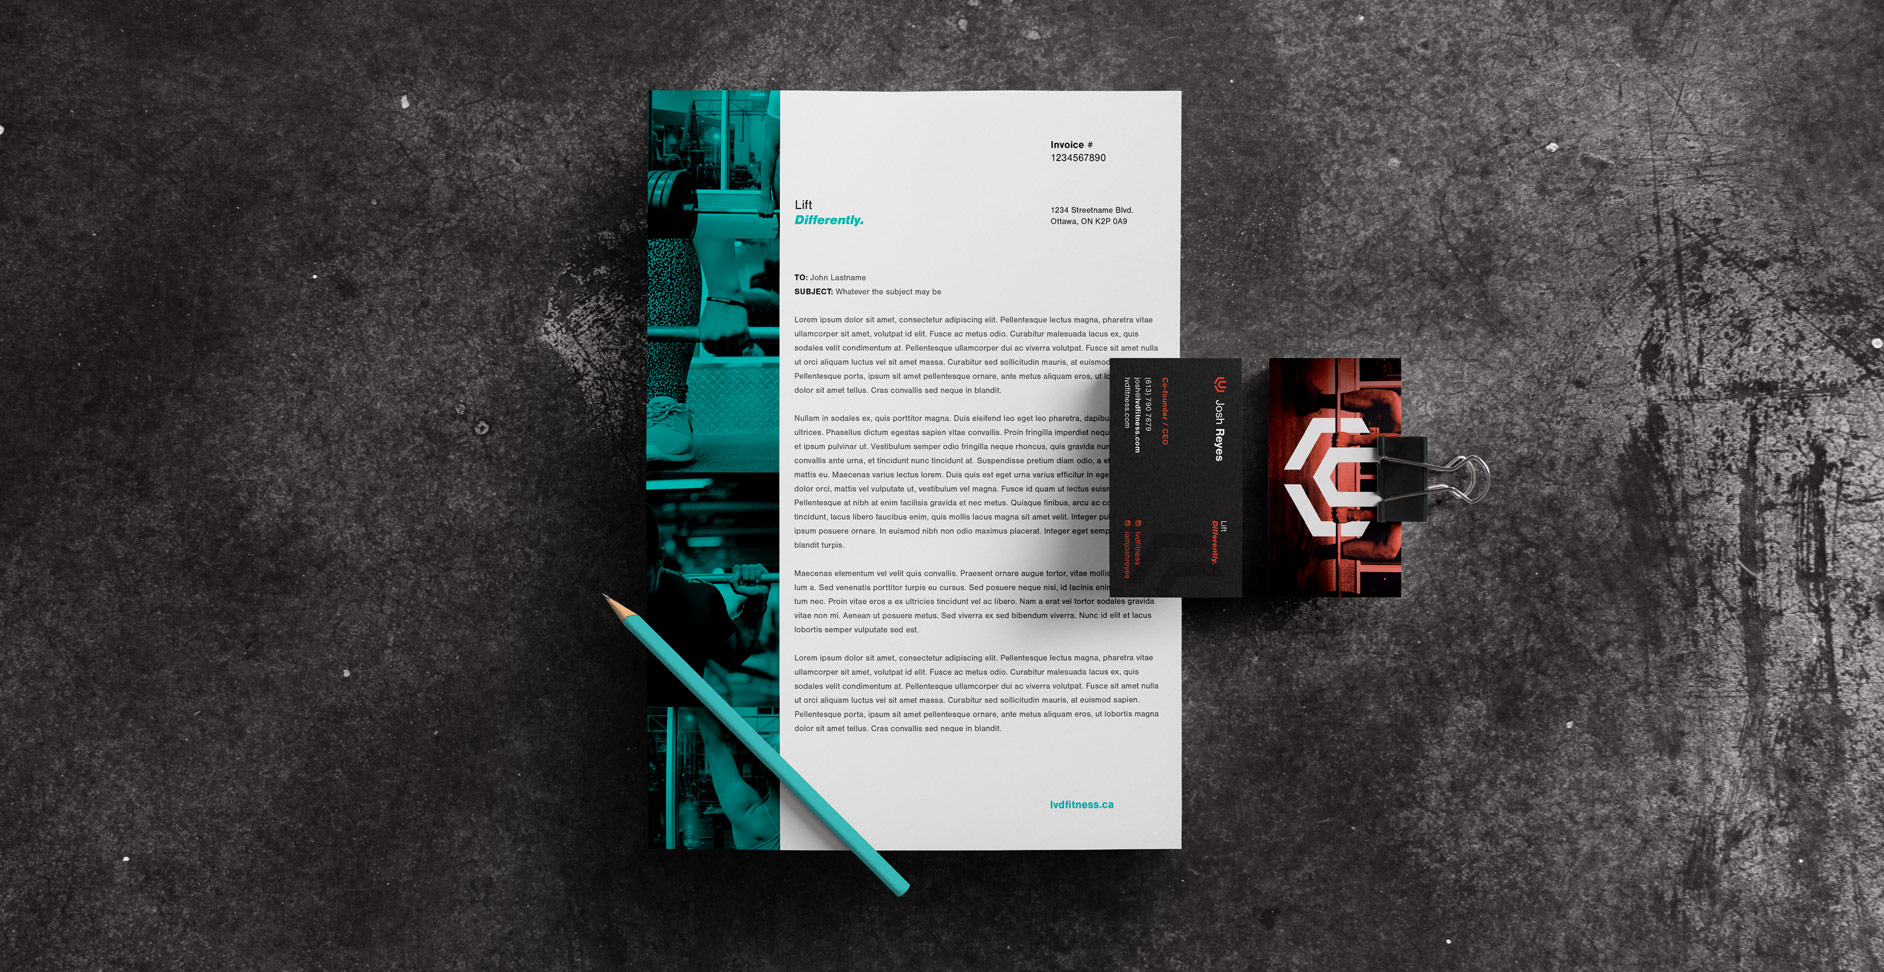 Invoice #
1234567890
Lift
Differently.
1234 Streetname Blvd.
Ottawa, ON K2P 0A9
TO: John Lastname
SUBJECT: Whatever the subject may be
Lorem ipsum dolor sit amet, consectetur adipiscing elit. Pellentesque lectus magna, pharetra vitae
ullamcorper sit amet, volutpat id elit. Fusce ac metus odio. Curabitur malesuada lacus ex, quis
sodales velit condimentum at. Pellentesque ullamcorper dui ac viverra volutpat. Fusce sit amet nulla
ut orci aliquam luctus vel sit amet massa. Curabitur sed sollicitudin mauris, at euismod
Pellentesque porta, ipsum sit amet pellentesque ornare, ante metus aliquam eros, ut lo
dolor sit amet tellus. Cras convallis sed neque in blandit.
Nullam in sodales ex, quis porttitor magna. Duis eleifend leo eget leo pharetra, dapibu
ultrices. Phasellus dictum egestas sapien vitae convallis. Proin fringilla imperdiet nequ
et ipsum pulvinar ut. Vestibulum semper odio fringilla neque rhoncus, quis gravida nun
convallis ante urna, et tincidunt nunc tincidunt at. Suspendisse pretium diam odio, a et
mattis eu. Maecenas varius lectus lorem. Duis quis est eget urna varius efficitur in ege
dolor orci, mattis vel vulputate ut, vestibulum vel magna. Fusce id quam ut lectus euism
Pellentesque at nibh at enim facilisis gravida et nec metus. Quisque finibus, arcu ac co
tincidunt, lacus libero faucibus enim, quis mollis lacus magna sit amet velit. Integer pul
ipsum posuere ornare. In euismod nibh non odio maximus placerat. Integer eget semp
blandit turpis.
Maecenas elementum vel velit quis convallis. Praesent ornare augue tortor, vitae mollis
lum a. Sed venenatis porttitor turpis eu cursus. Sed posuere neque nisl, id lacinia enim
tum nec. Proin vitae eros a ex ultricies tincidunt vel ac libero. Nam a erat vel tortor sodales gravida
vitae non mi. Aenean ut posuere metus. Sed viverra ex sed bibendum viverra. Nunc id elit et lacus
lobortis semper vulputate sed est.
Lorem ipsum dolor sit amet, consectetur adipiscing elit. Pellentesque lectus magna, pharetra vitae
ullamcorper sit amet, volutpat id elit. Fusce ac metus odio. Curabitur malesuada lacus ex, quis
sodales velit condimentum at. Pellentesque ullamcorper dui ac viverra volutpat. Fusce sit amet nulla
ut orci aliquam luctus vel sit amet massa. Curabitur sed sollicitudin mauris, at euismod sapien.
Pellentesque porta, ipsum sit amet pellentesque ornare, ante metus aliquam eros, ut lobortis magna
dolor sit amet tellus. Cras convallis sed neque in blandit.
lvdfitness.ca
Josh Reyes
Co-founder / CEO
(613) 790 7679
josh@lvdfitness.com
lvdfitness.com
Lift
Differently.
lvdfitness
iamjoshreyes